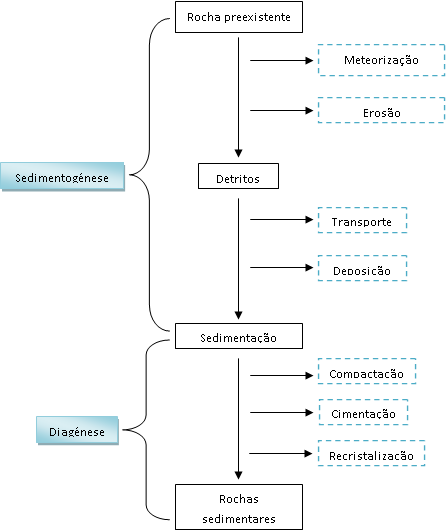 Rocha preexistente
Meteorização
Erosão
Sedimentogénese
Detritos
Transporte
Deposição
Sedimentação
Compactação
Cimentação
Diagénese
Recristalização
Rochas
sedimentares